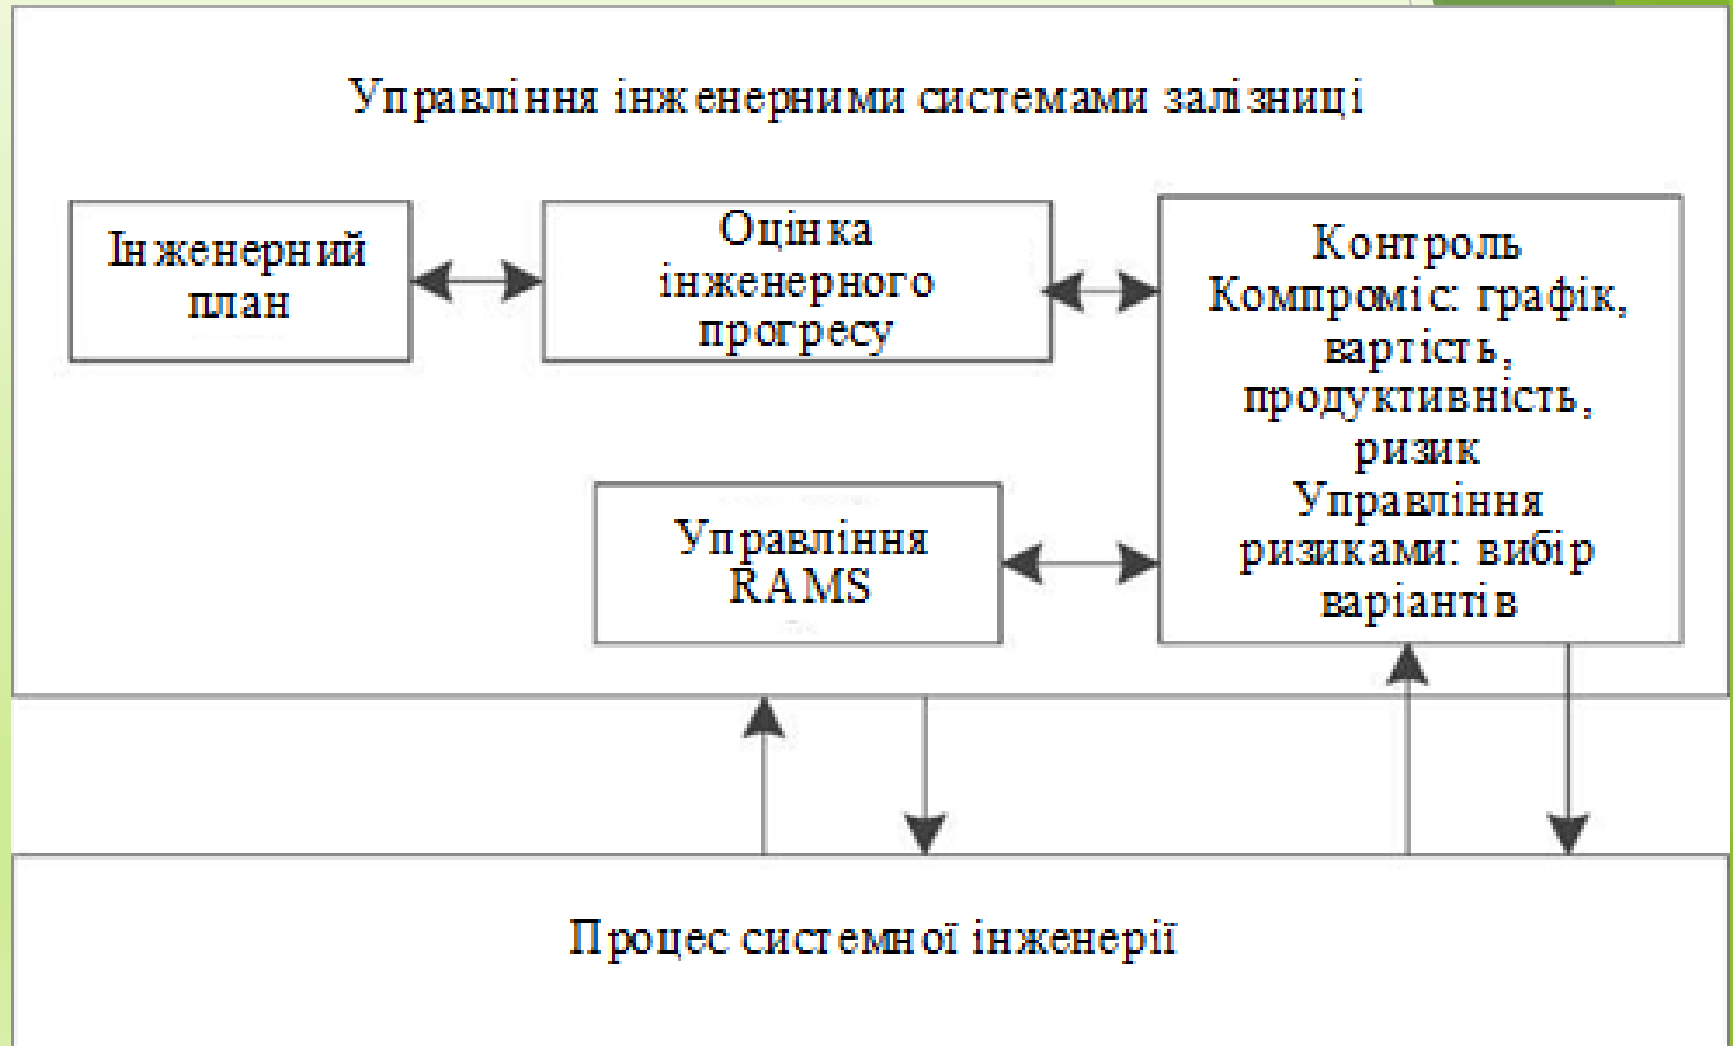 Управління інженерними системами залізниці
Інженерний
план
Оцінка
інженерного
прогресу
Контроль
Компроміс: графік,
вартість,
продуктивність,
ризик
Управління
ризиками: вибір
варіантів
Управління
RAMS
Процес системної інженерії